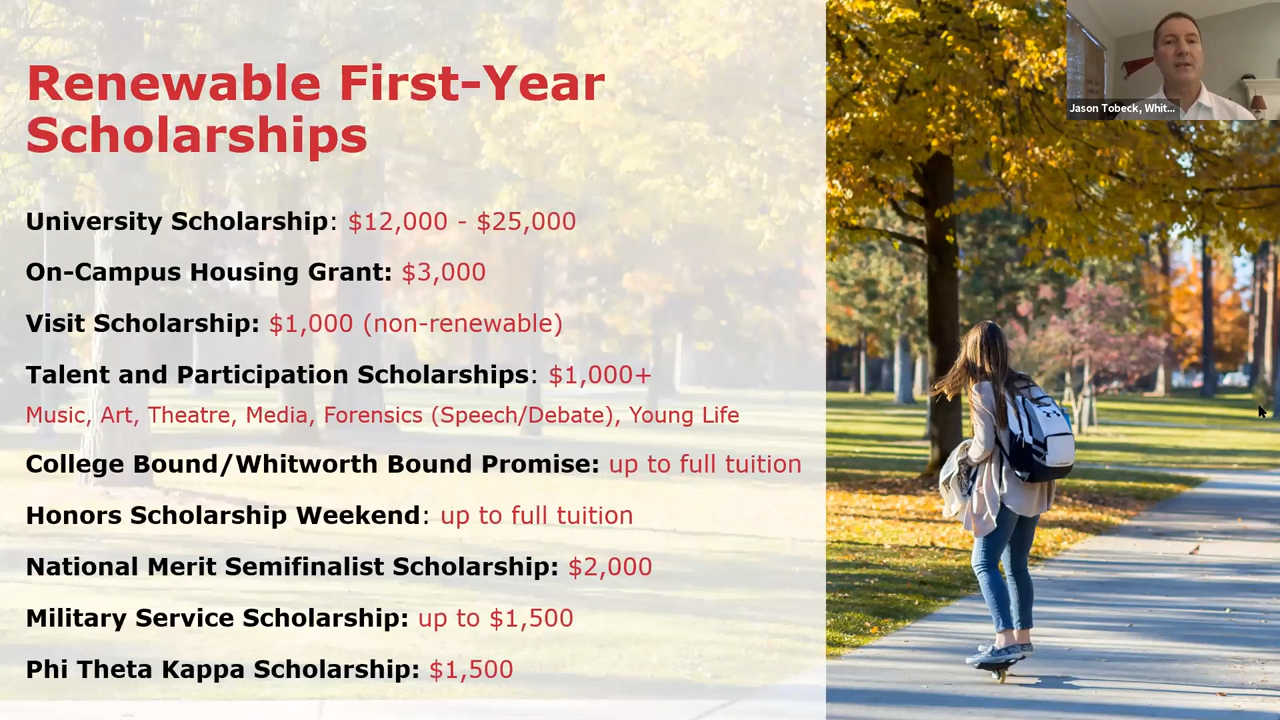 Renewable First-Year
Scholarships
University Scholarship: $12,000 - $25,000
On-Campus Housing Grant: $3,000
Visit Scholarship: $1,000 (non-renewable)
Talent and Participation Scholarships: $1,000+
Music, Art, Theatre, Media, Forensics (Speech/Debate), Young Life
College Bound/Whitworth Bound Promise: up to full tuition
Honors Scholarship Weekend: up to full tuition
National Merit Semifinalist Scholarship: $2,000
Military Service Scholarship: up to $1,500
Phi Theta Kappa Scholarship: $1,500
Jason Tobeck, Whit...